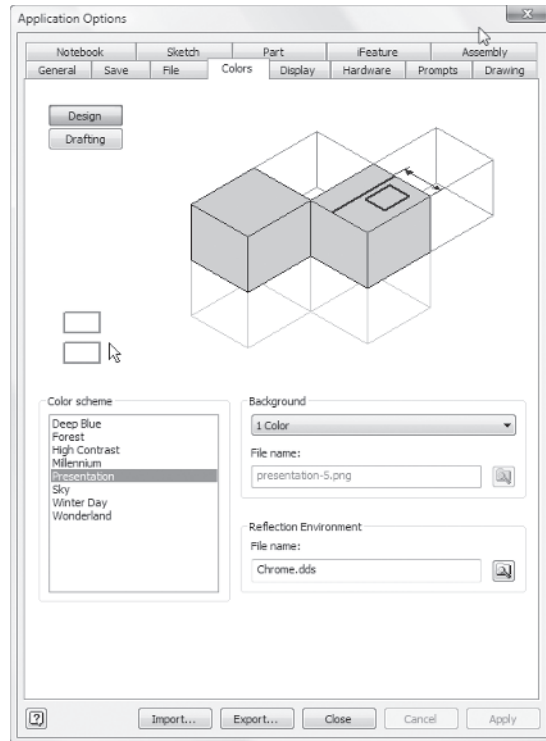 Application Options
Notebook Sketch Part iFeature Assembly
General Save File Colors Display Hardware Prompts Drawing
Design
Drafting
Color scheme
Deep Blue
Forest
High Contrast
Millennium
Presentation
Sky
Winter Day
Wonderland
Background
1 Color
File name:
presentation-5.png
Reflection Environment
File name:
Chrome.dds
Import... Export... Close Cancel Apply